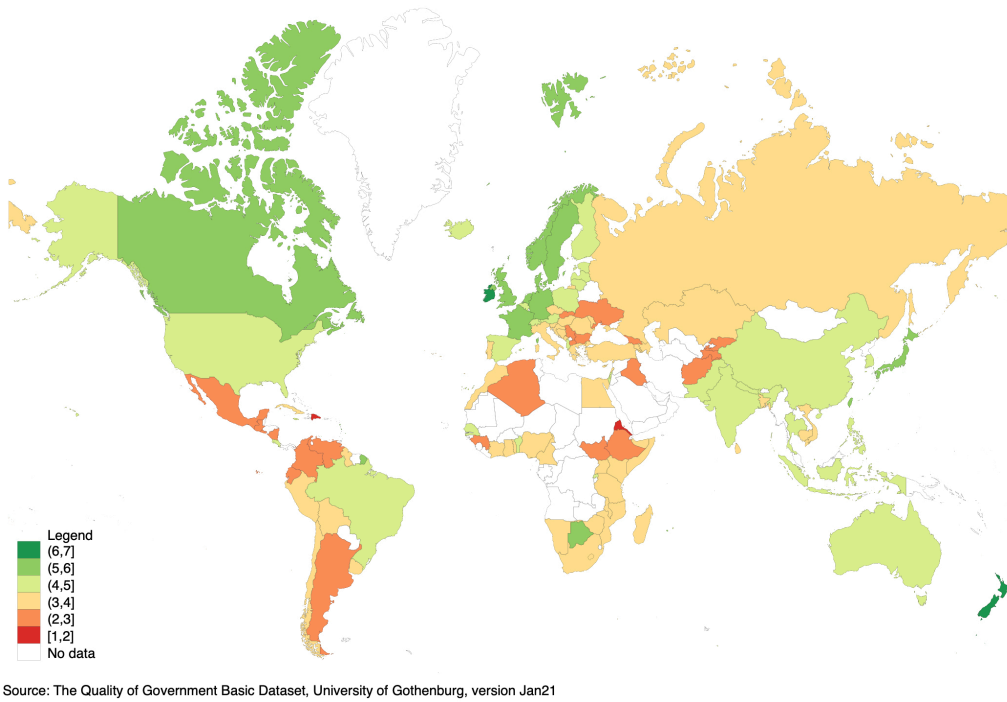 Legend
(6,7]
(5,6]
(4,5]
(3,4]
(2,3]
[1,2]
No data
Source: The Quality of Government Basic Dataset, University of Gothenburg, version Jan21